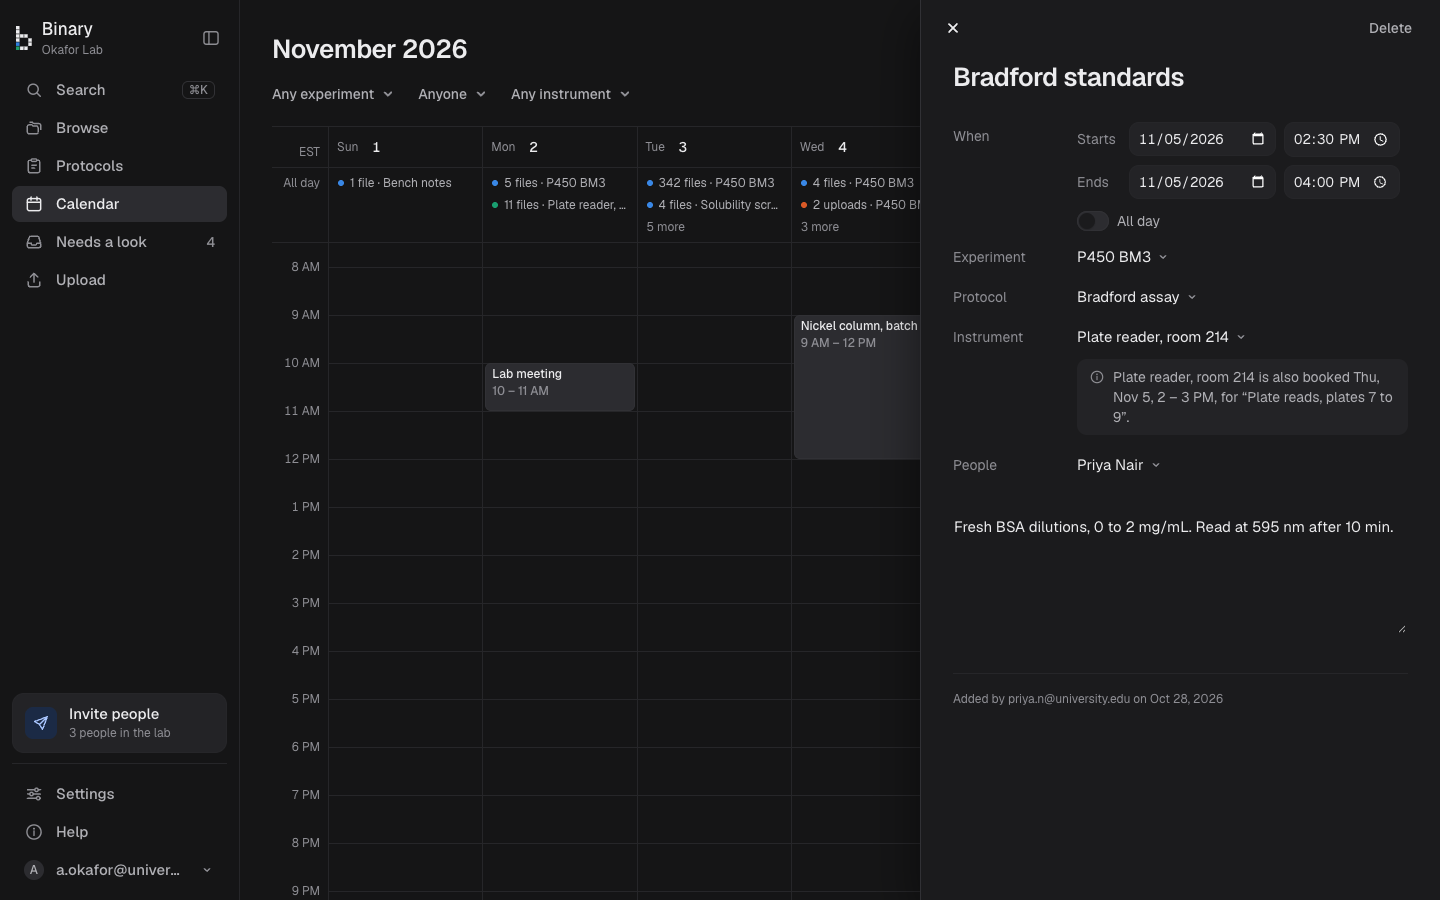 Binary
Okafor Lab
Search ⌘K
Browse
Protocols
Calendar
Needs a look 4
Upload
Invite people
3 people in the lab
Settings
Help
A a.okafor@univer...
November 2026
Any experiment Anyone Any instrument
EST Sun 1 Mon 2 Tue 3 Wed 4
All day
1 file · Bench notes
5 files · P450 BM3
11 files · Plate reader, ...
342 files · P450 BM3
4 files · Solubility scr...
5 more
4 files · P450 BM3
2 uploads · P450 BM
3 more
8 AM
9 AM
10 AM
11 AM
12 PM
1 PM
2 PM
3 PM
4 PM
5 PM
6 PM
7 PM
8 PM
9 PM
Lab meeting
10 – 11 AM
Nickel column, batch
9 AM – 12 PM
Delete
Bradford standards
When Starts 11/05/2026 02:30 PM
Ends 11/05/2026 04:00 PM
All day
Experiment P450 BM3
Protocol Bradford assay
Instrument Plate reader, room 214
Plate reader, room 214 is also booked Thu,
Nov 5, 2 – 3 PM, for “Plate reads, plates 7 to
9”.
People Priya Nair
Fresh BSA dilutions, 0 to 2 mg/mL. Read at 595 nm after 10 min.
Added by priya.n@university.edu on Oct 28, 2026